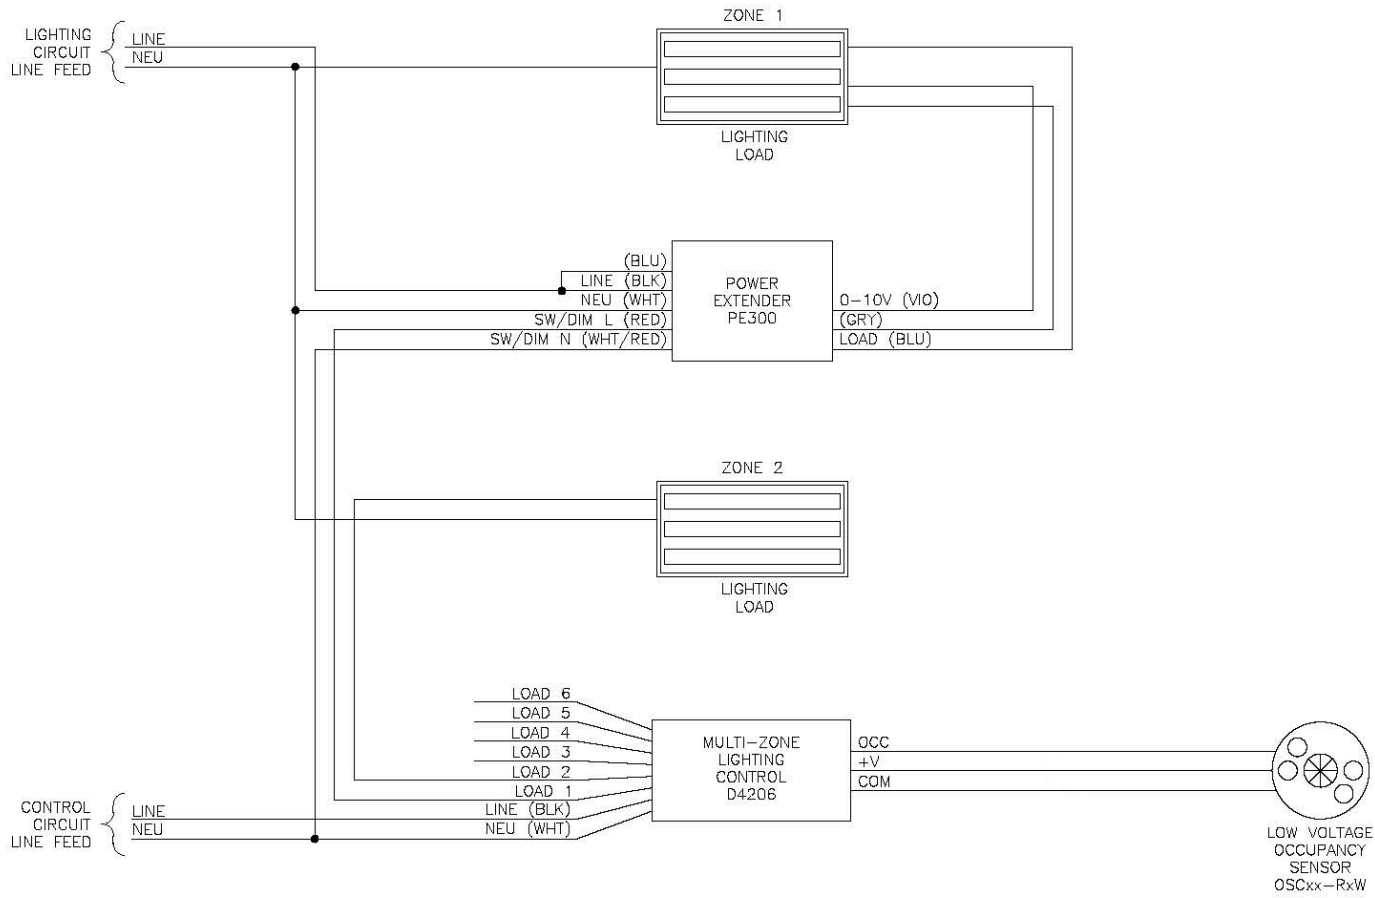 ZONE 1
LIGHTING
CIRCUIT
LINE FEED
LINE
NEU
LIGHTING
LOAD
(BLU)
LINE (BLK)
NEU (WHT)
SW/DIM L (RED)
SW/DIM N (WHT/RED)
POWER
EXTENDER
PE300
0-10V (VIO)
(GRY)
LOAD (BLU)
ZONE 2
LIGHTING
LOAD
LOAD 6
LOAD 5
LOAD 4
LOAD 3
LOAD 2
LOAD 1
LINE (BLK)
NEU (WHT)
MULTI-ZONE
LIGHTING
CONTROL
D4206
OCC
+V
COM
CONTROL
CIRCUIT
LINE FEED
LINE
NEU
LOW VOLTAGE
OCCUPANCY
SENSOR
OSCxx-RxW